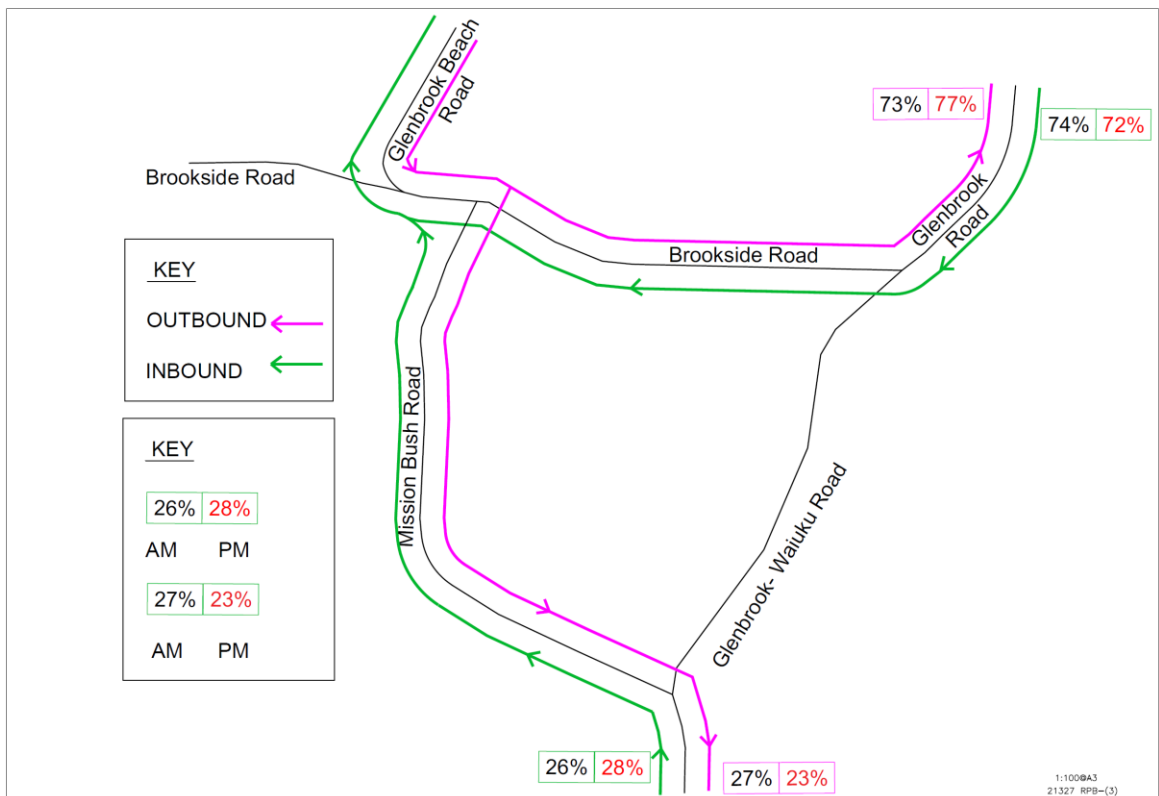 Glenbrook Beach
Road
73% 77%
74% 72%
Brookside Road
Glenbrook
Road
Brookside Road
KEY
OUTBOUND
INBOUND
KEY
26% 28%
AM PM
27% 23%
AM PM
Mission Bush Road
Glenbrook- Waiuku Road
26% 28%
27% 23%
1:100@A3
21327 RPB-(3)